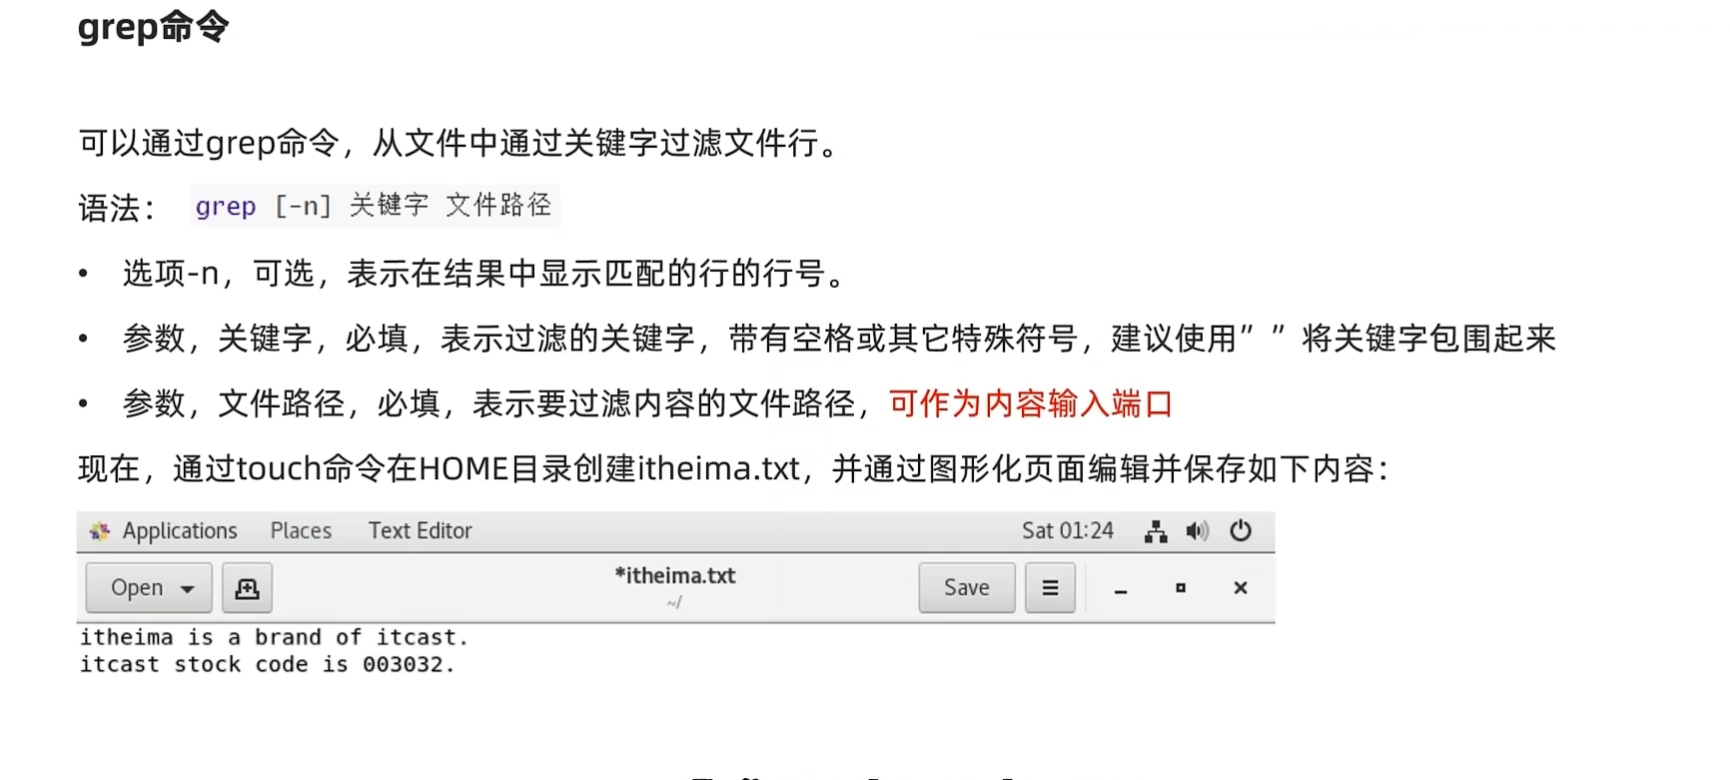 grep命令
可以通过grep命令，从文件中通过关键字过滤文件行。
语法： grep [-n] 关键字 文件路径
• 选项-n，可选，表示在结果中显示匹配的行的行号。
• 参数，关键字，必填，表示过滤的关键字，带有空格或其它特殊符号，建议使用” ”将关键字包围起来
• 参数，文件路径，必填，表示要过滤内容的文件路径，可作为内容输入端口
现在，通过touch命令在HOME目录创建itheima.txt，并通过图形化页面编辑并保存如下内容：
Applications Places Text Editor Sat 01:24
Open *itheima.txt Save
~/
itheima is a brand of itcast.
itcast stock code is 003032.